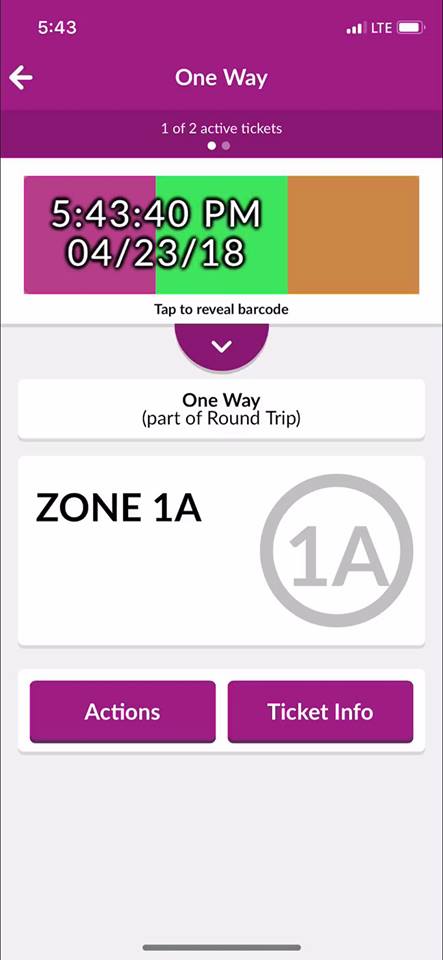 5:43 LTE
One Way
1 of 2 active tickets
5:43:40 PM
04/23/18
Tap to reveal barcode
One Way
(part of Round Trip)
ZONE 1A
1A
Actions
Ticket Info